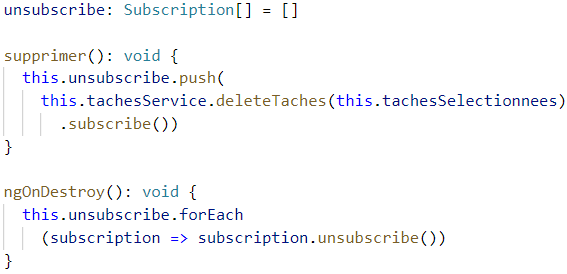 unsubscribe: Subscription[] = []
supprimer(): void {
this.unsubscribe.push(
this.tachesService.deleteTaches(this.tachesSelectionnees)
.subscribe())
}
ngOnDestroy(): void {
this.unsubscribe.forEach
(subscription => subscription.unsubscribe())
}